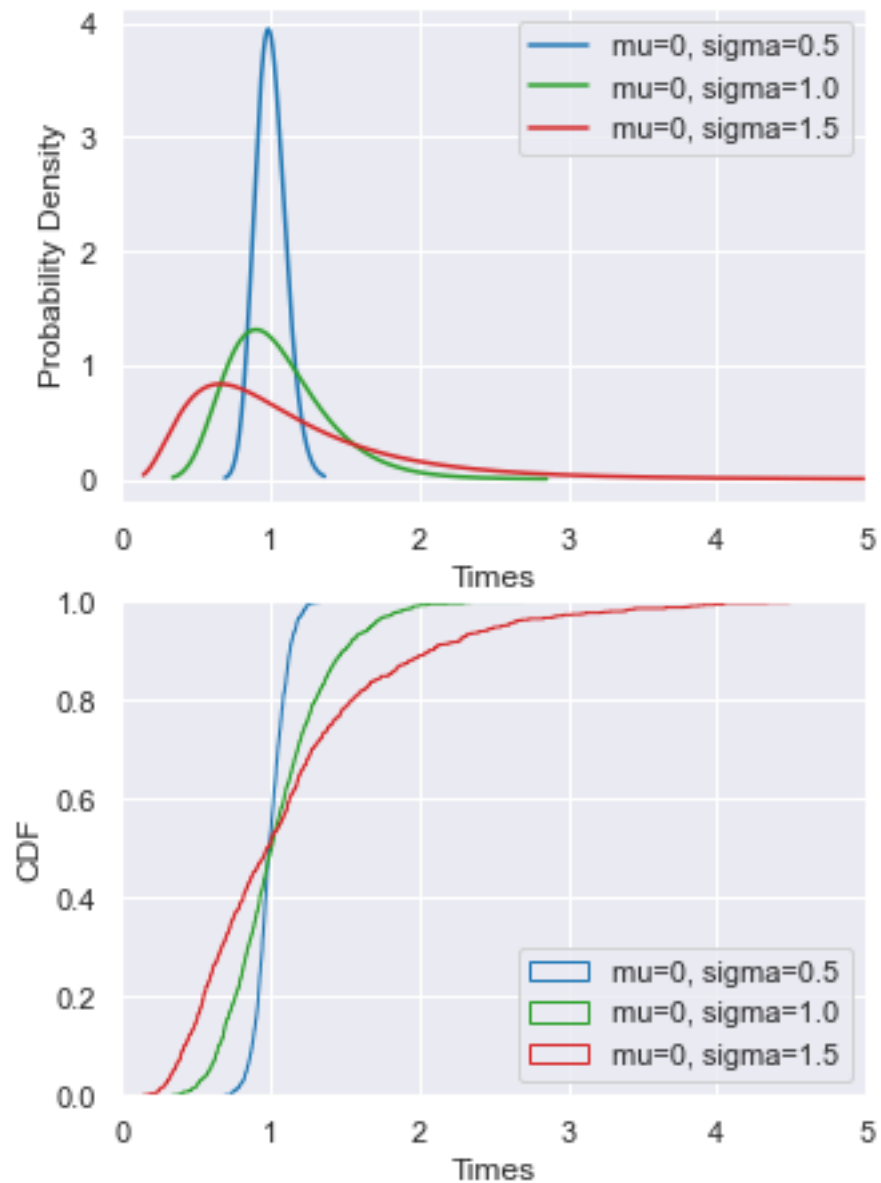 4
3
2
1
0
Probability Density
mu=0, sigma=0.5
mu=0, sigma=1.0
mu=0, sigma=1.5
0 1 2 3 4 5
Times
1.0
0.8
0.6
0.4
0.2
0.0
CDF
mu=0, sigma=0.5
mu=0, sigma=1.0
mu=0, sigma=1.5
0 1 2 3 4 5
Times